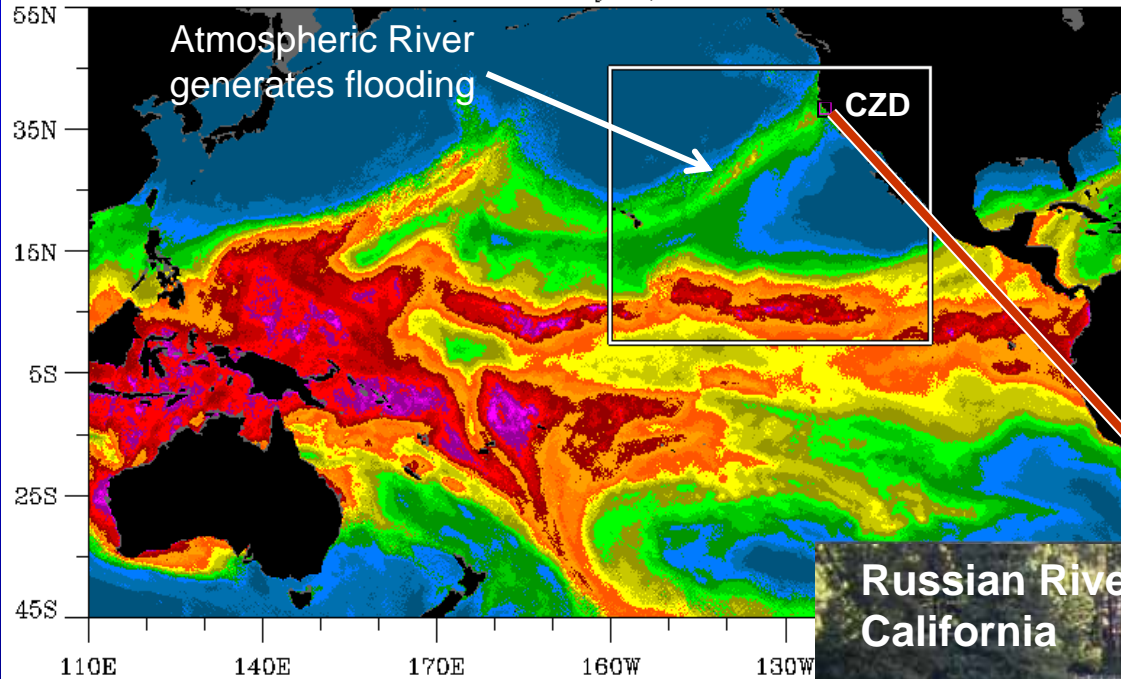 55N
Atmospheric River
generates flooding
CZD
35N
15N
5S
25S
45S
Russian Rive
California
110E 140E 170E 160W 130W